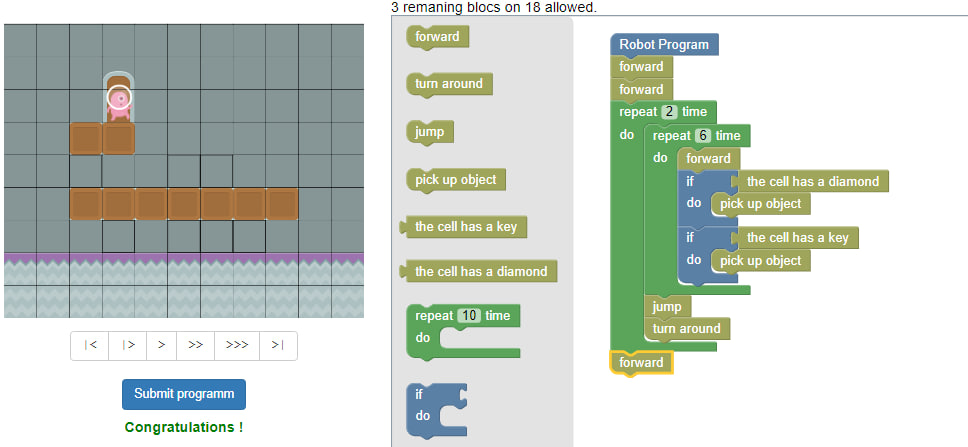 3 remaning blocs on 18 allowed.
forward
turn around
jump
pick up object
the cell has a key
the cell has a diamond
repeat 10 time
do
if
do
Robot Program
forward
forward
repeat 2 time
do
repeat 6 time
do
forward
if the cell has a diamond
do pick up object
if the cell has a key
do pick up object
jump
turn around
forward
|< |> > >> >>> >|
Submit programm
Congratulations !